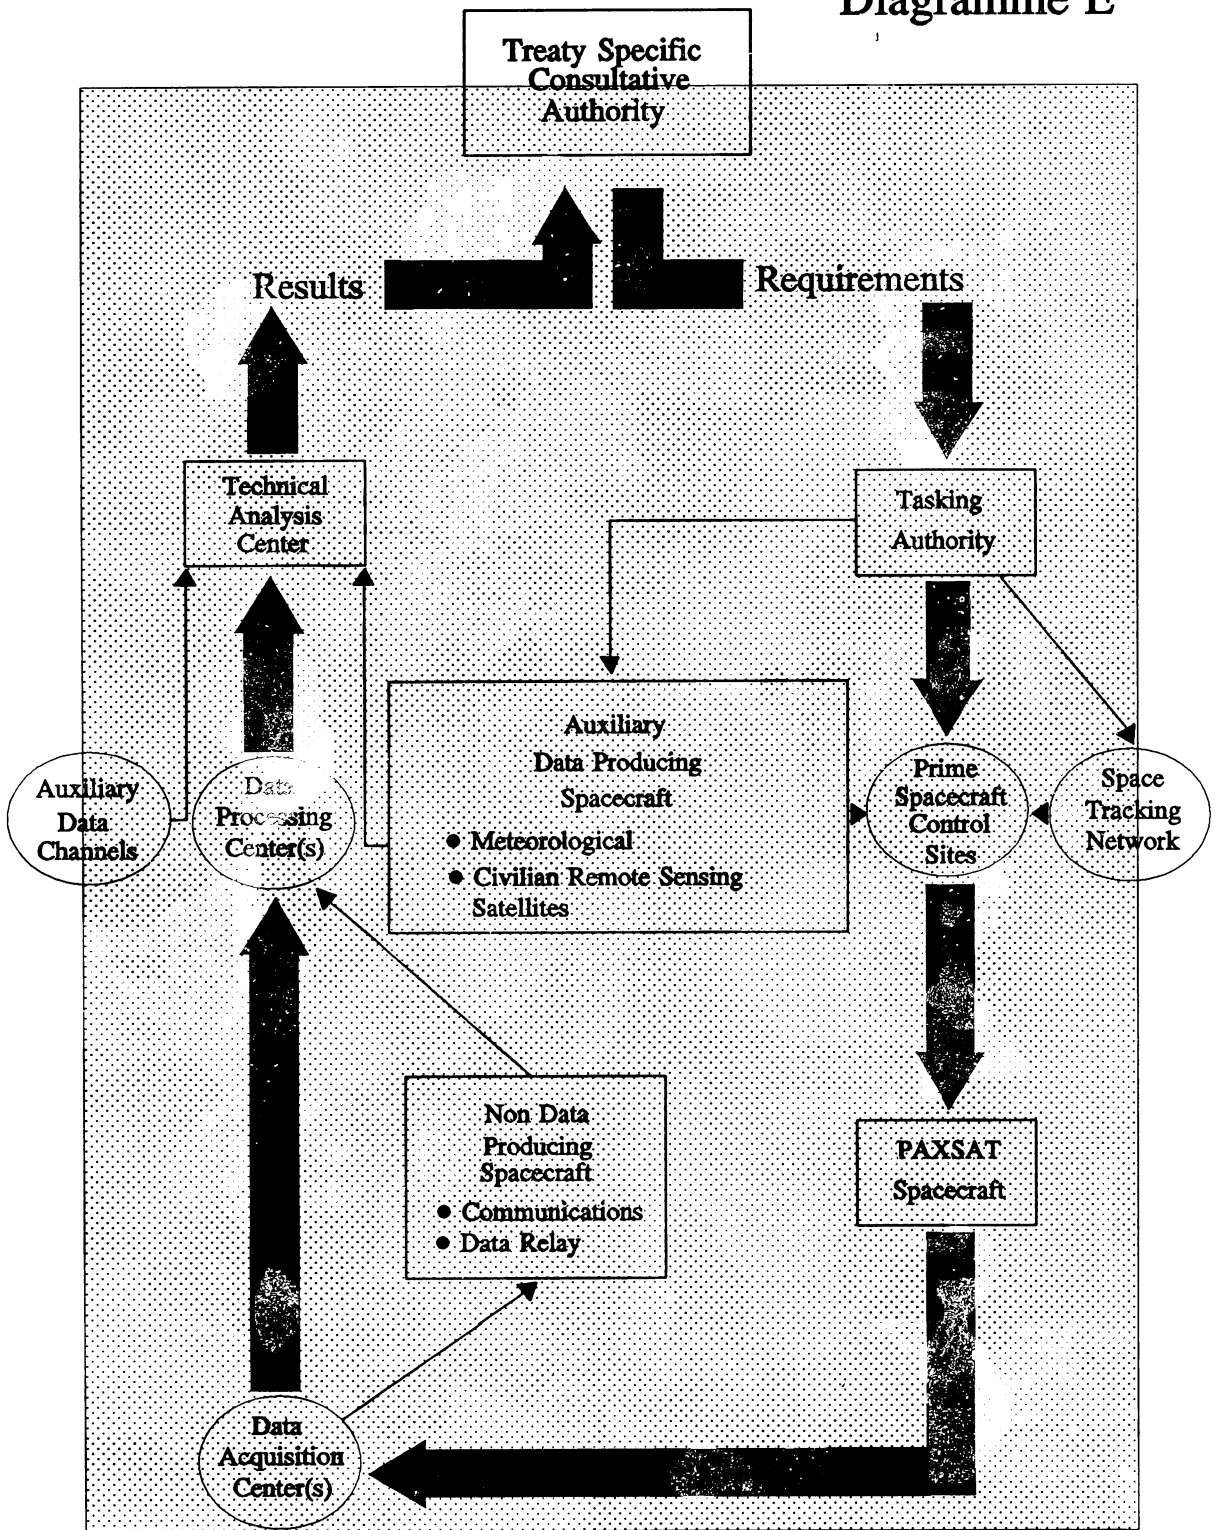 Diagramme E
Treaty Specific
Consultative
Authority
Results
Requirements
Technical
Analysis
Center
Tasking
Authority
Auxiliary
Data Producing
Spacecraft
● Meteorological
● Civilian Remote Sensing
Satellites
Auxiliary
Data
Channels
Data
Processing
Center(s)
Prime
Spacecraft
Control
Sites
Space
Tracking
Network
Non Data
Producing
Spacecraft
● Communications
● Data Relay
PAXSAT
Spacecraft
Data
Acquisition
Center(s)